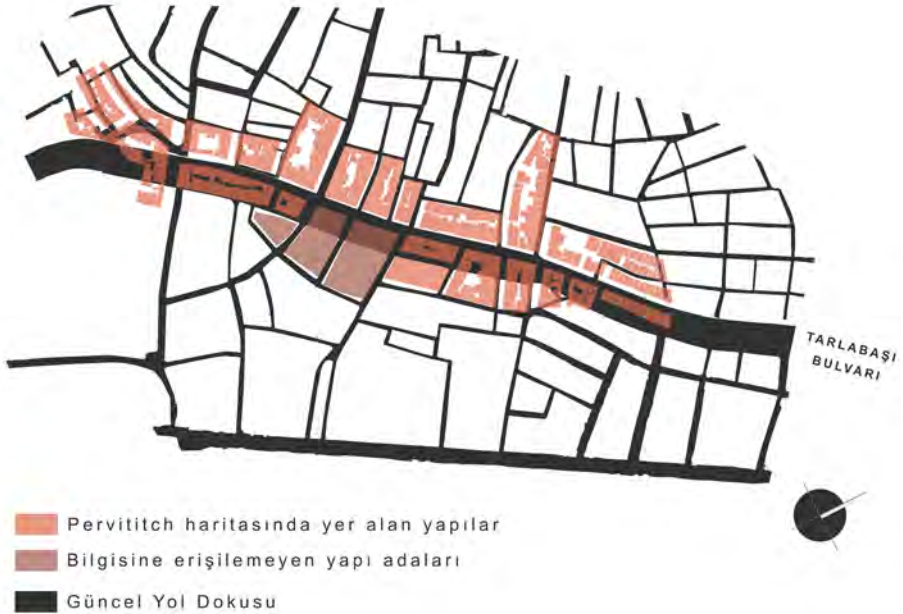 TARLABAŞI
BULVARI
Pervititch haritasında yer alan yapılar
Bilgisine erişilemeyen yapı adaları
Güncel Yol Dokusu